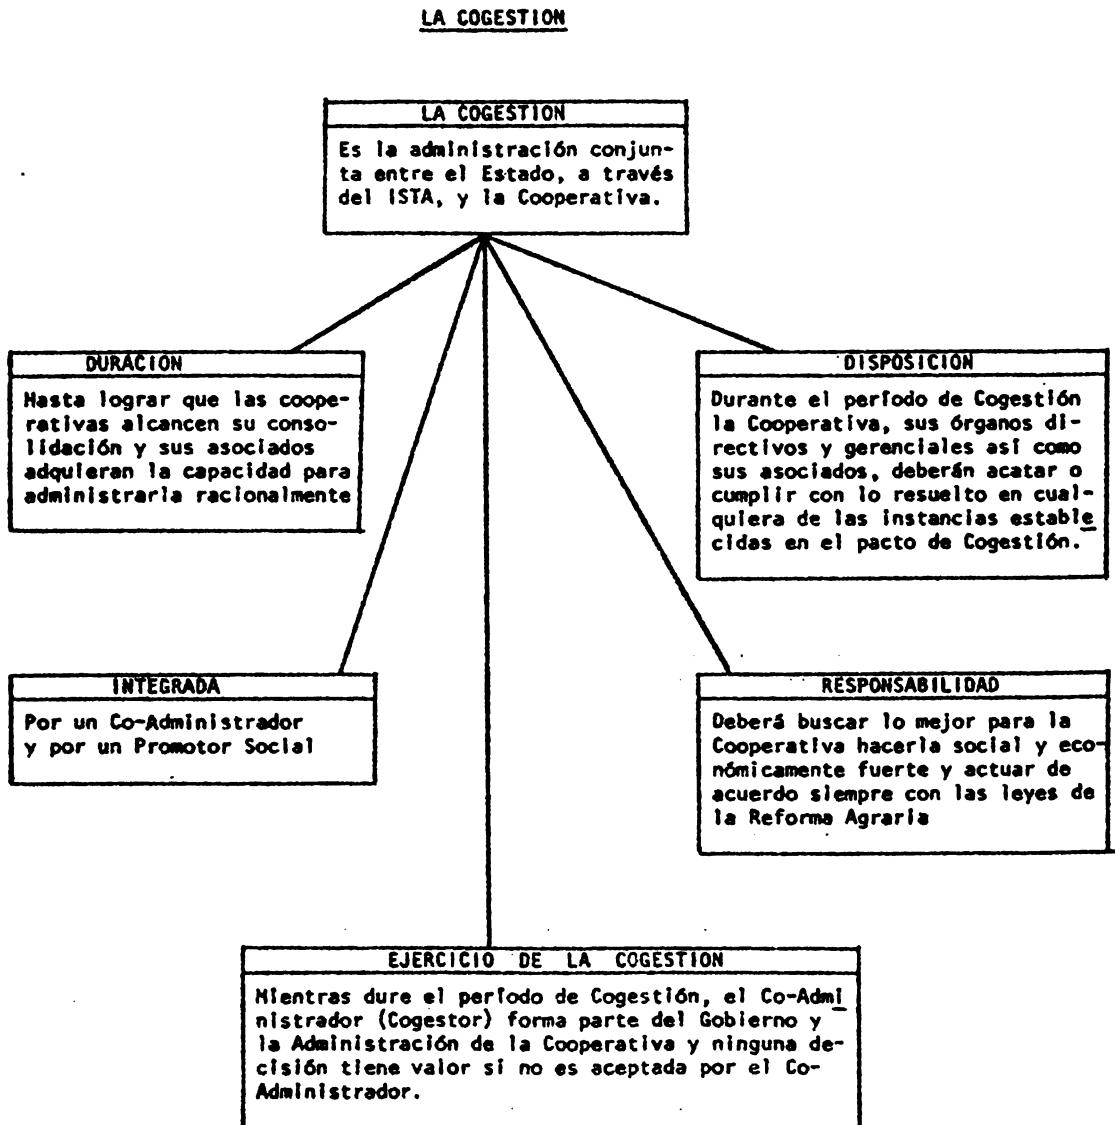 LA COGESTION
LA COGESTION
Es la administración conjun-
ta entre el Estado, a través
del ISTA, y la Cooperativa.
DURACION
Hasta lograr que las coope-
rativas alcancen su conso-
lidación y sus asociados
adquieran la capacidad para
administrarla racionalmente
DISPOSICION
Durante el período de Cogestión
la Cooperativa, sus órganos di-
rectivos y gerenciales así como
sus asociados, deberán acatar o
cumplir con lo resuelto en cual-
quiera de las instancias estable
cidas en el pacto de Cogestión.
INTEGRADA
Por un Co-Administrador
y por un Promotor Social
RESPONSABILIDAD
Deberá buscar lo mejor para la
Cooperativa hacerla social y eco-
nómicamente fuerte y actuar de
acuerdo siempre con las leyes de
la Reforma Agraria
EJERCICIO DE LA COGESTION
Mientras dure el período de Cogestión, el Co-Admi
nistrador (Cogestor) forma parte del Gobierno y
la Administración de la Cooperativa y ninguna de-
cisión tiene valor si no es aceptada por el Co-
Administrador.